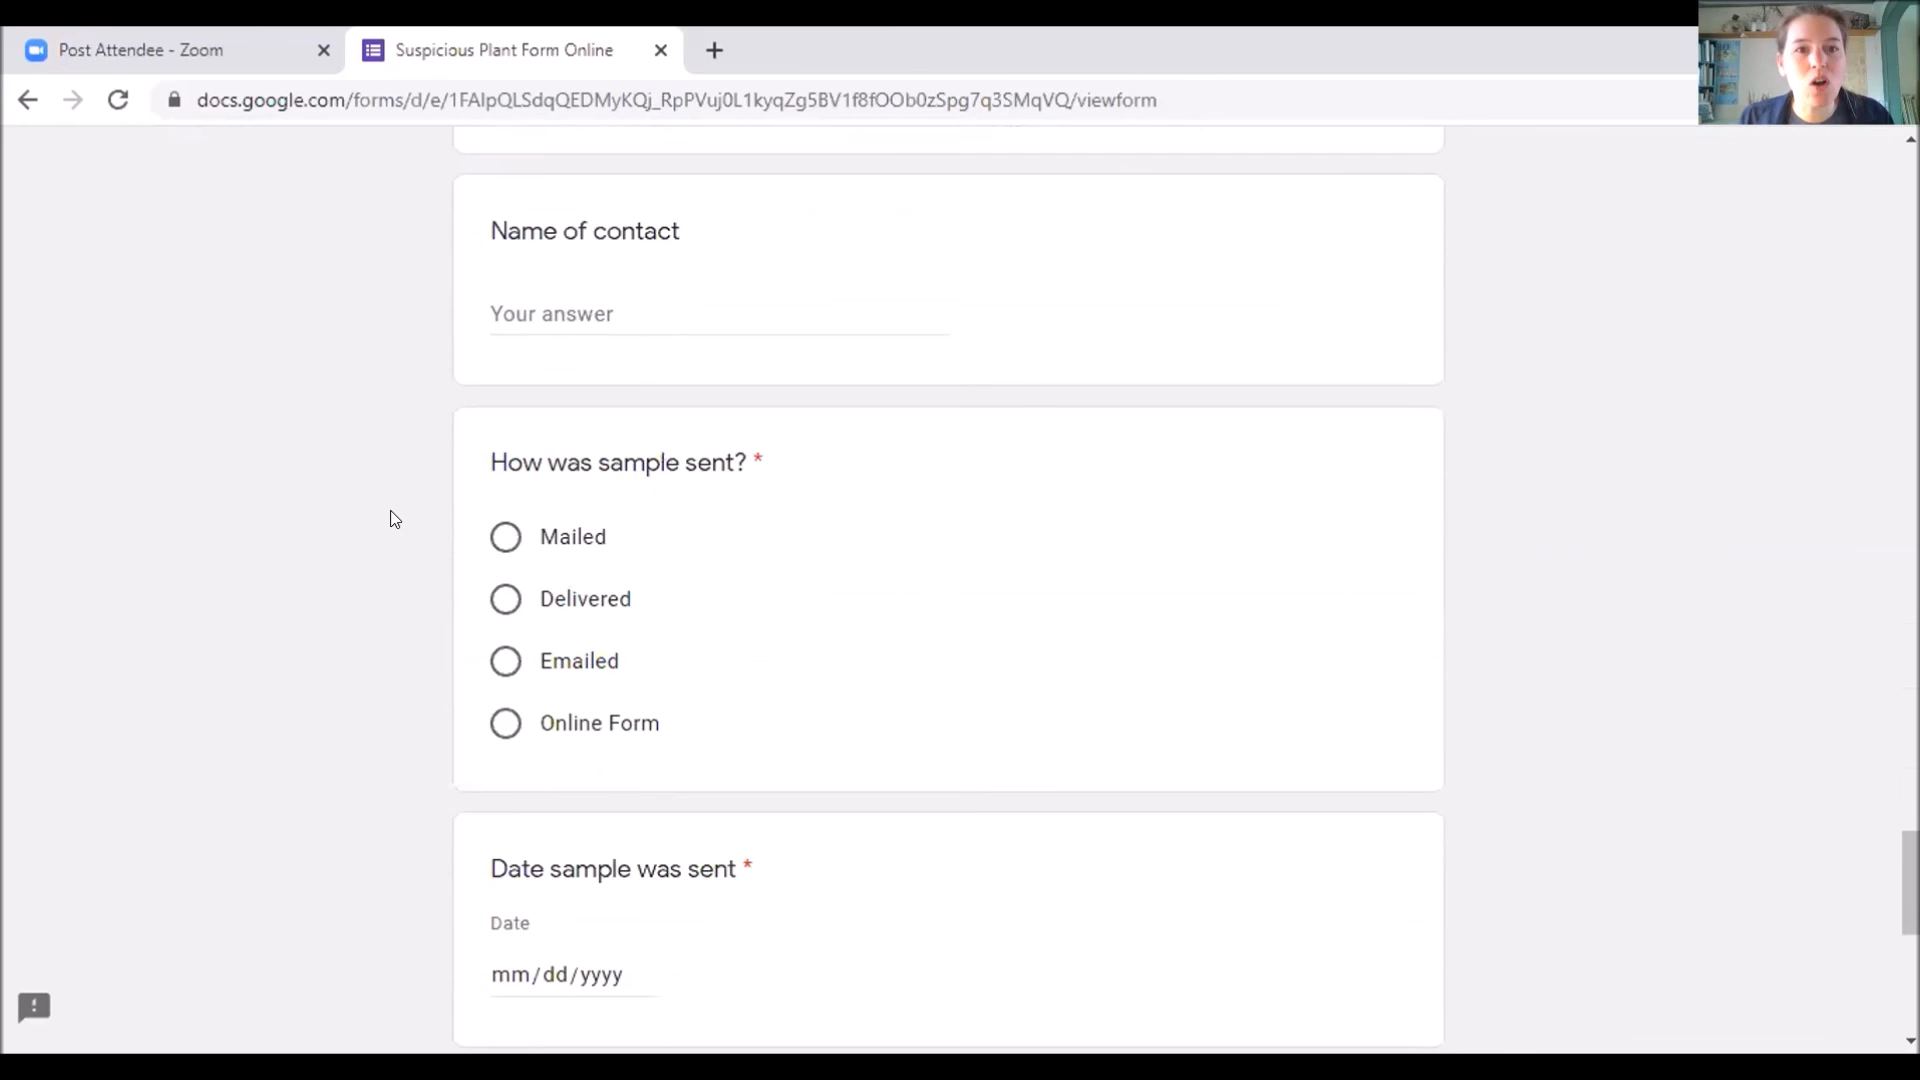 Post Attendee - Zoom
Suspicious Plant Form Online
docs.google.com/forms/d/e/1FAIpQLSdqQEDMyKQj_RpPVuj0L1kyqZg5BV1f8fOOb0zSpg7q3SMqVQ/viewform
Name of contact
Your answer
How was sample sent? *
Mailed
Delivered
Emailed
Online Form
Date sample was sent *
Date
mm/dd/yyyy